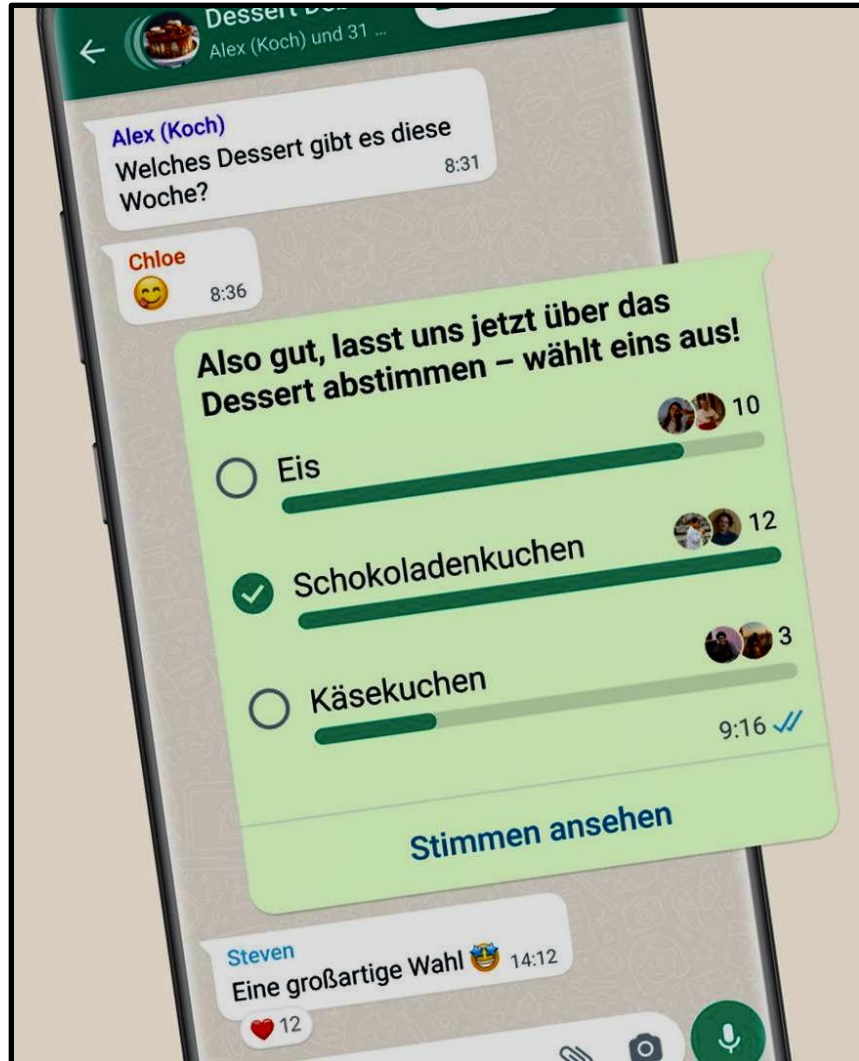 Dessert
Alex (Koch) und 31 ...
Alex (Koch)
Welches Dessert gibt es diese
Woche?
8:31
Chloe
😋
8:36
Also gut, lasst uns jetzt über das
Dessert abstimmen – wählt eins aus!
Eis
10
Schokoladenkuchen
12
Käsekuchen
3
9:16
Stimmen ansehen
Steven
Eine großartige Wahl 🤩 14:12
❤️ 12